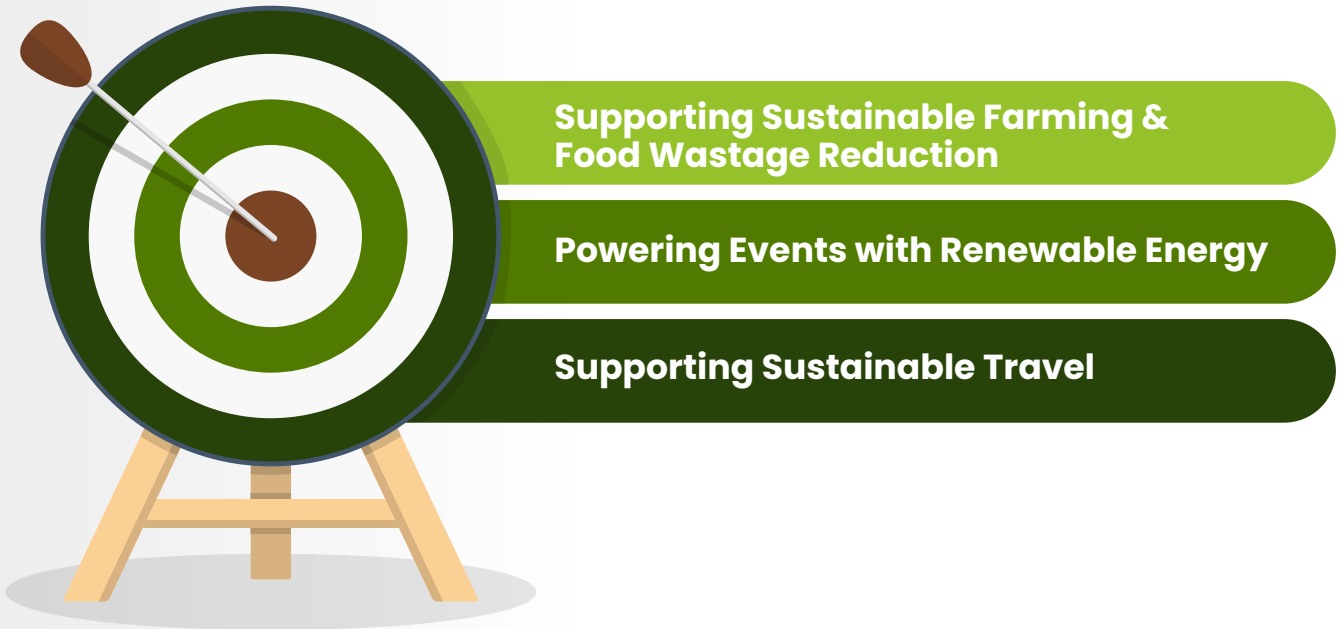 Supporting Sustainable Farming &
Food Wastage Reduction
Powering Events with Renewable Energy
Supporting Sustainable Travel